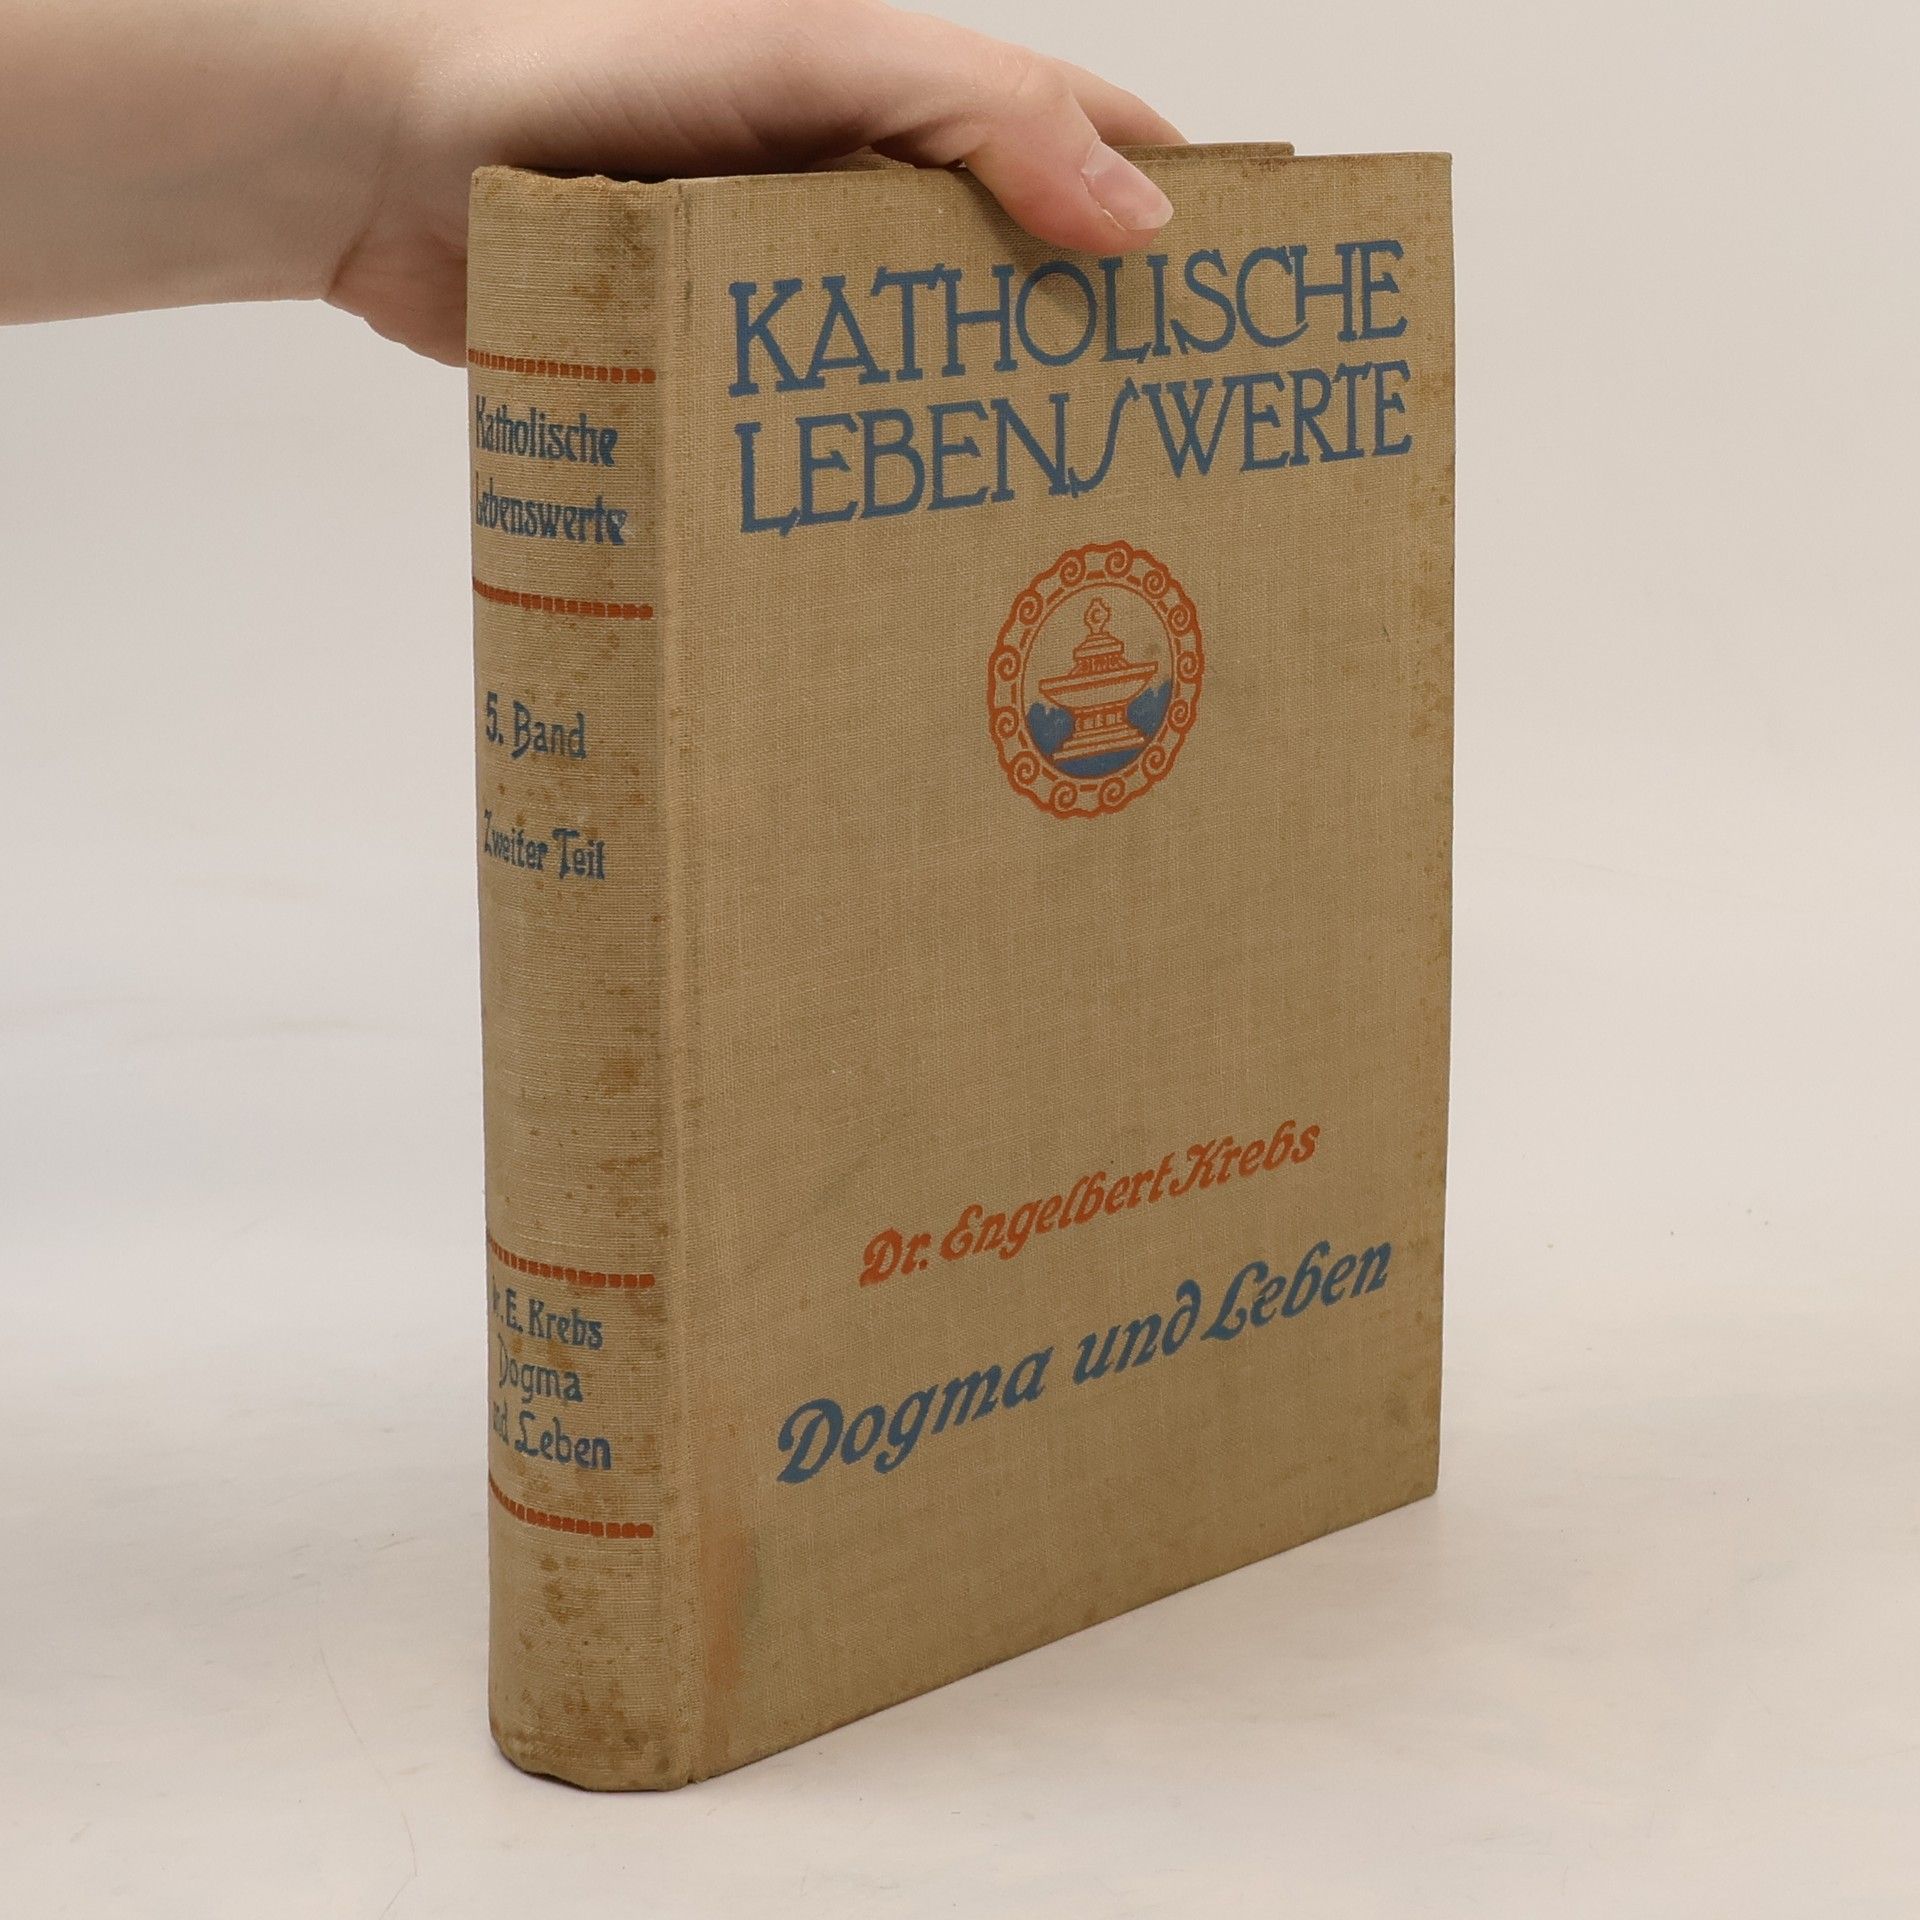 Katholische
Lebenswerte
5. Band
Zweiter Teil
E. Krebs
Dogma
Leben
KATHOLISCHE
LEBENSWERTE
Dr. Engelbert Krebs
Dogma und Leben